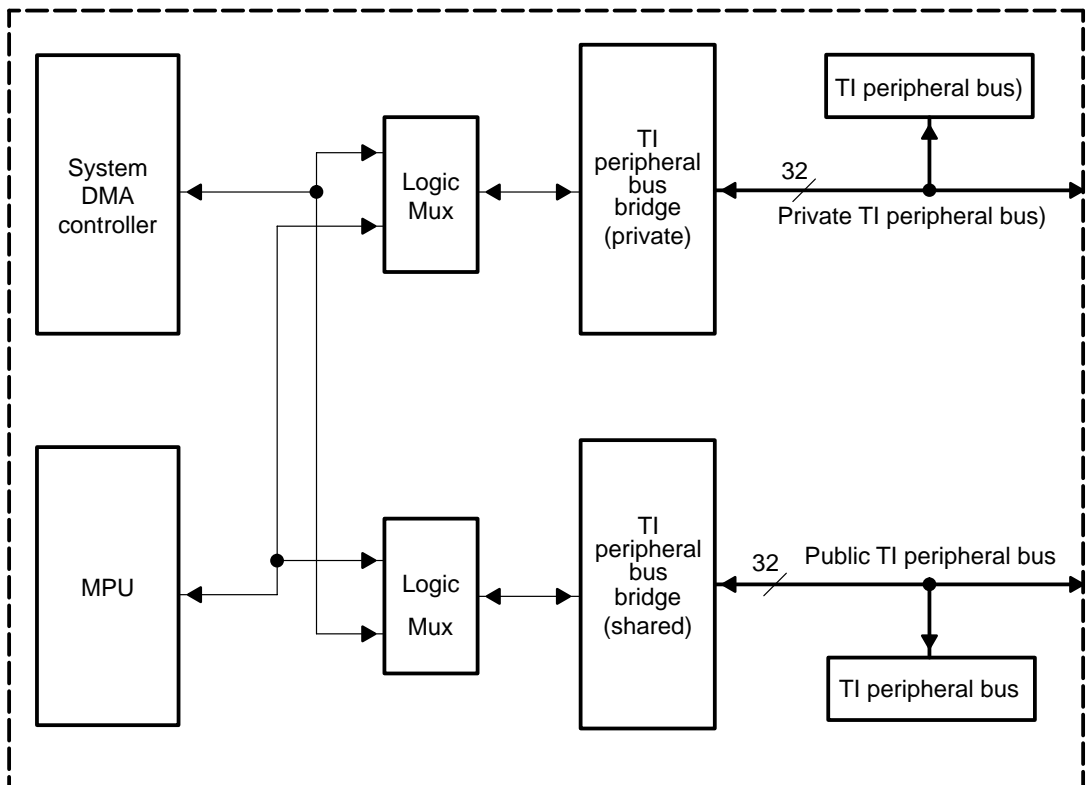 System
DMA
controller
Logic
Mux
TI
peripheral
bus
bridge
(private)
TI peripheral bus)
32
Private TI peripheral bus)
MPU
Logic
Mux
TI
peripheral
bus
bridge
(shared)
32
Public TI peripheral bus
TI peripheral bus